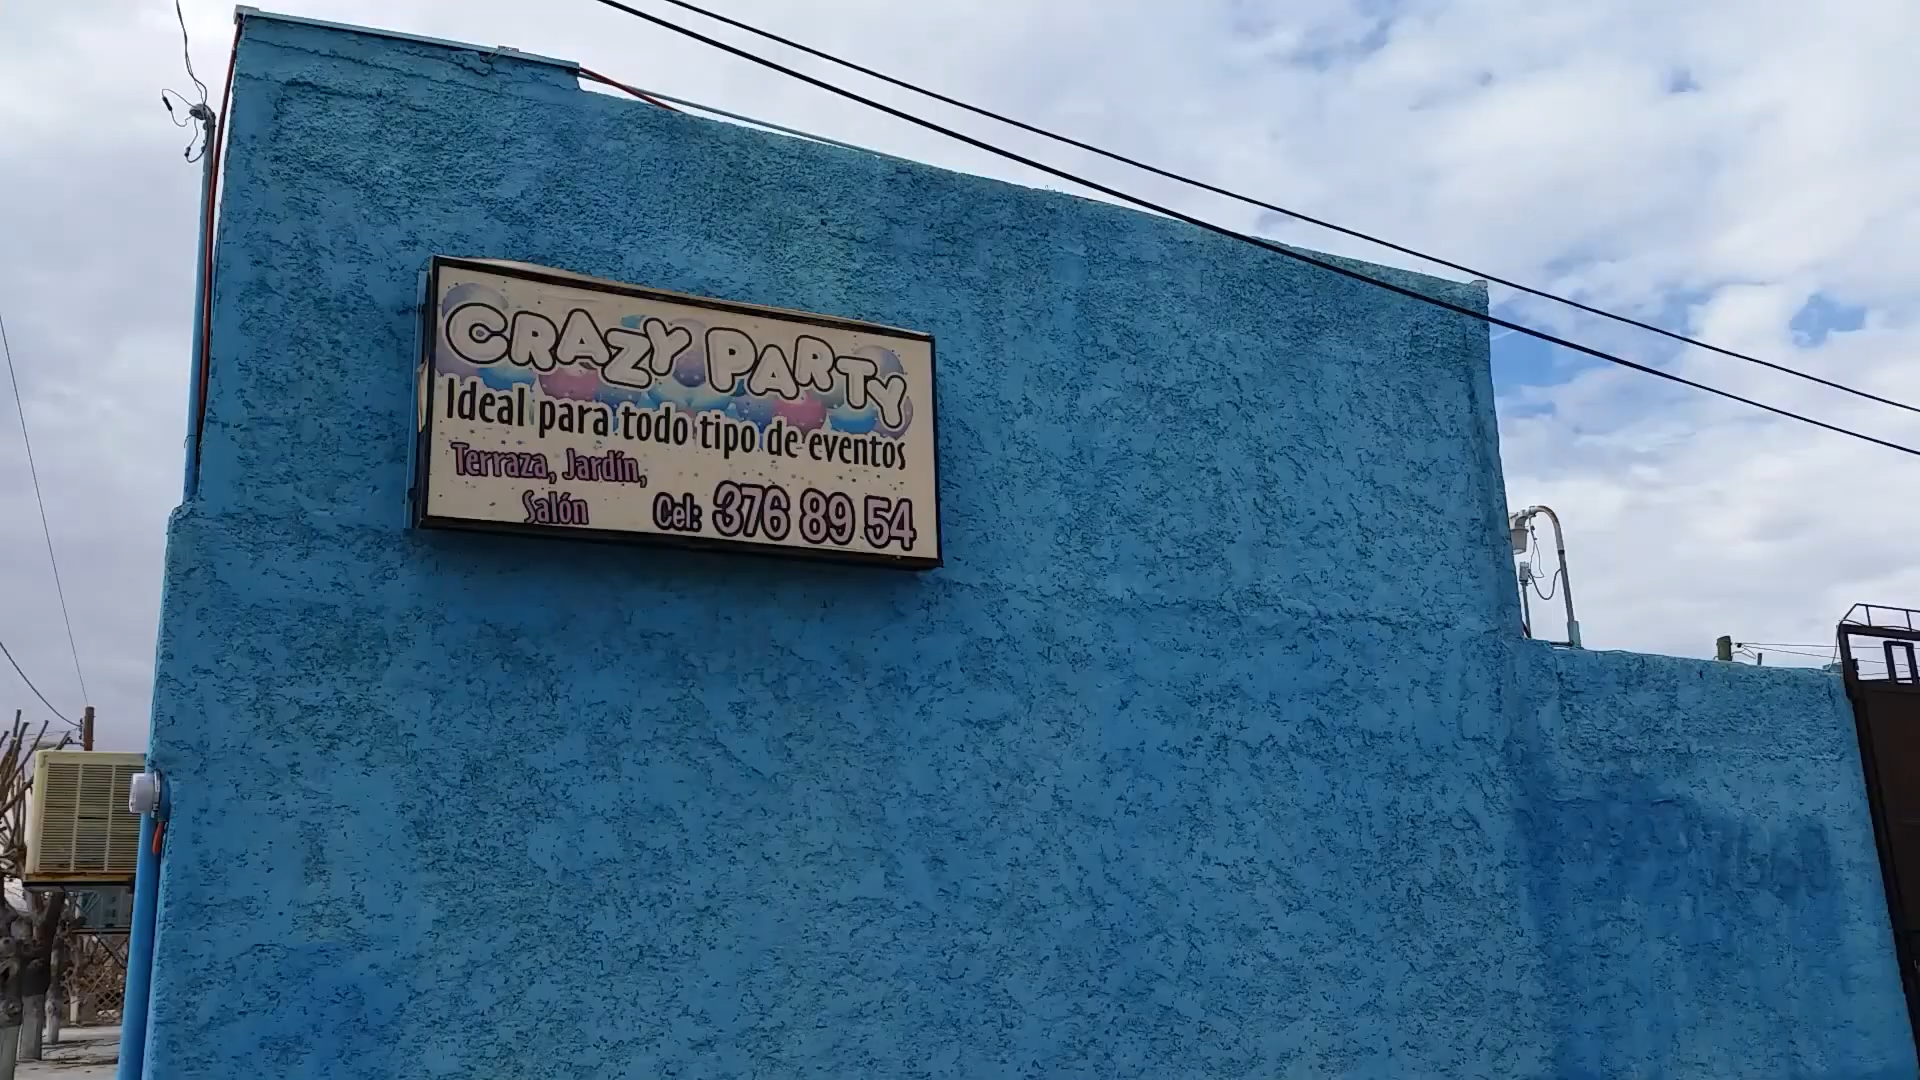 CRAZY PARTY
Ideal para todo tipo de eventos
Terraza, Jardín,
Salón
Cel: 376 89 54